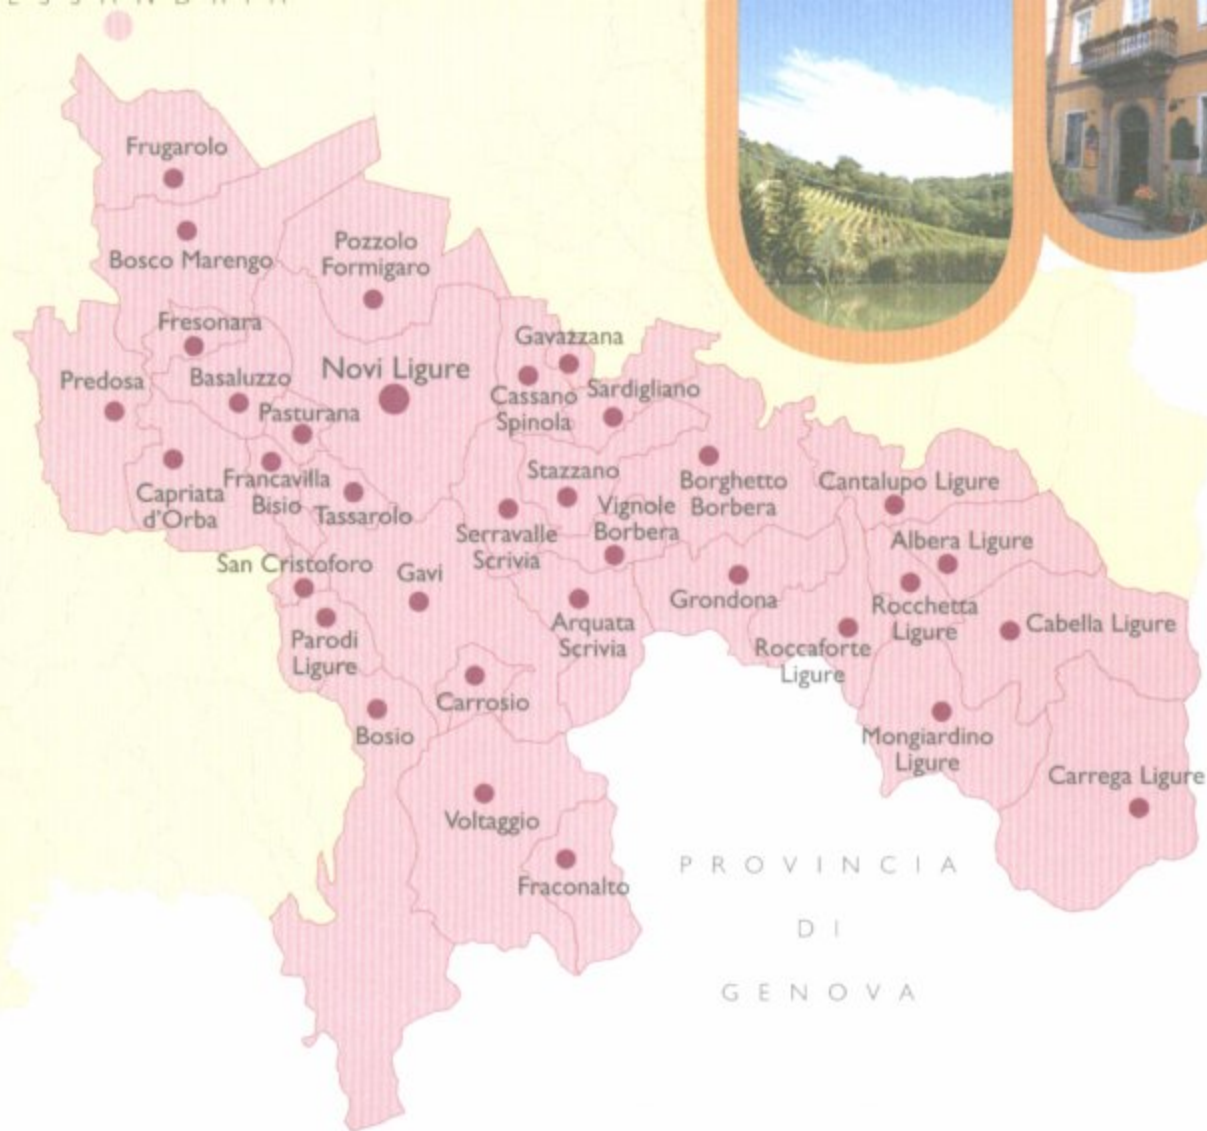 Frugarolo
Bosco Marengo
Pozzolo
Formigaro
Fresonara
Gavazzana
Predosa
Basaluzzo
Novi Ligure
Cassano
Spinola
Sardigliano
Pasturana
Capriata
d'Orba
Francavilla
Bisio
Tassarolo
Stazzano
Vignole
Borbera
Borghetto
Borbera
Cantalupo Ligure
Serravalle
Scrivia
Albera Ligure
San Cristoforo
Gavi
Arquata
Scrivia
Grondona
Rocchetta
Ligure
Cabella Ligure
Parodi
Ligure
Roccaforte
Ligure
Carrosio
Bosio
Mongiardino
Ligure
Carrega Ligure
Voltaggio
Fraconalto
PROVINCIA
DI
GENOVA